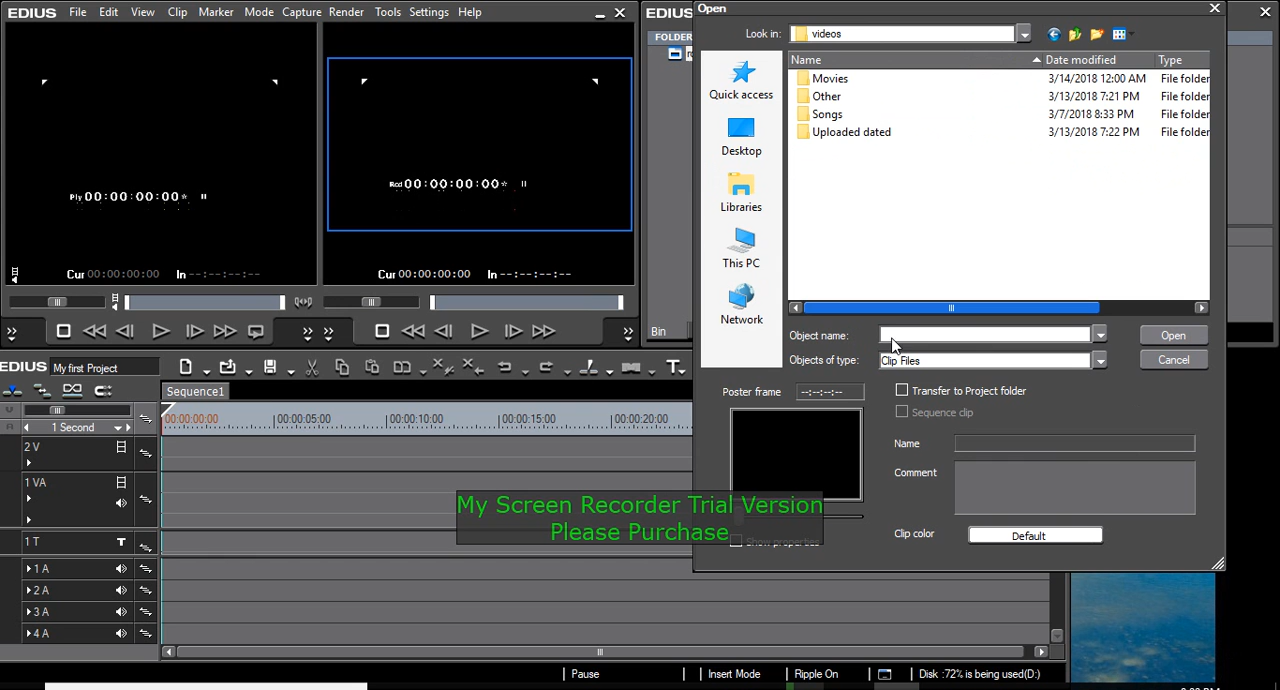 EDIUS File Edit View Clip Marker Mode Capture Render Tools Settings Help
Ply 00:00:00:00* II
Cur 00:00:00:00 In --:--:--:--
Rcd 00:00:00:00* II
Cur 00:00:00:00 In --:--:--:--
EDIUS
FOLDER
Bin
Open
Look in: videos
Name Date modified Type
Movies 3/14/2018 12:00 AM File folder
Other 3/13/2018 7:21 PM File folder
Songs 3/7/2018 8:33 PM File folder
Uploaded dated 3/13/2018 7:22 PM File folder
Quick access
Desktop
Libraries
This PC
Network
Object name: Open
Objects of type: Clip Files Cancel
Poster frame --:--:--:-- Transfer to Project folder
Sequence clip
Name
Comment
Clip color Default
Show properties
EDIUS My first Project
Sequence1
1 Second 00:00:00:00 00:00:05:00 00:00:10:00 00:00:15:00 00:00:20:00
2 V
1 VA
1 T T
1 A
2 A
3 A
4 A
My Screen Recorder Trial Version
Please Purchase
Pause Insert Mode Ripple On Disk :72% is being used(D:)